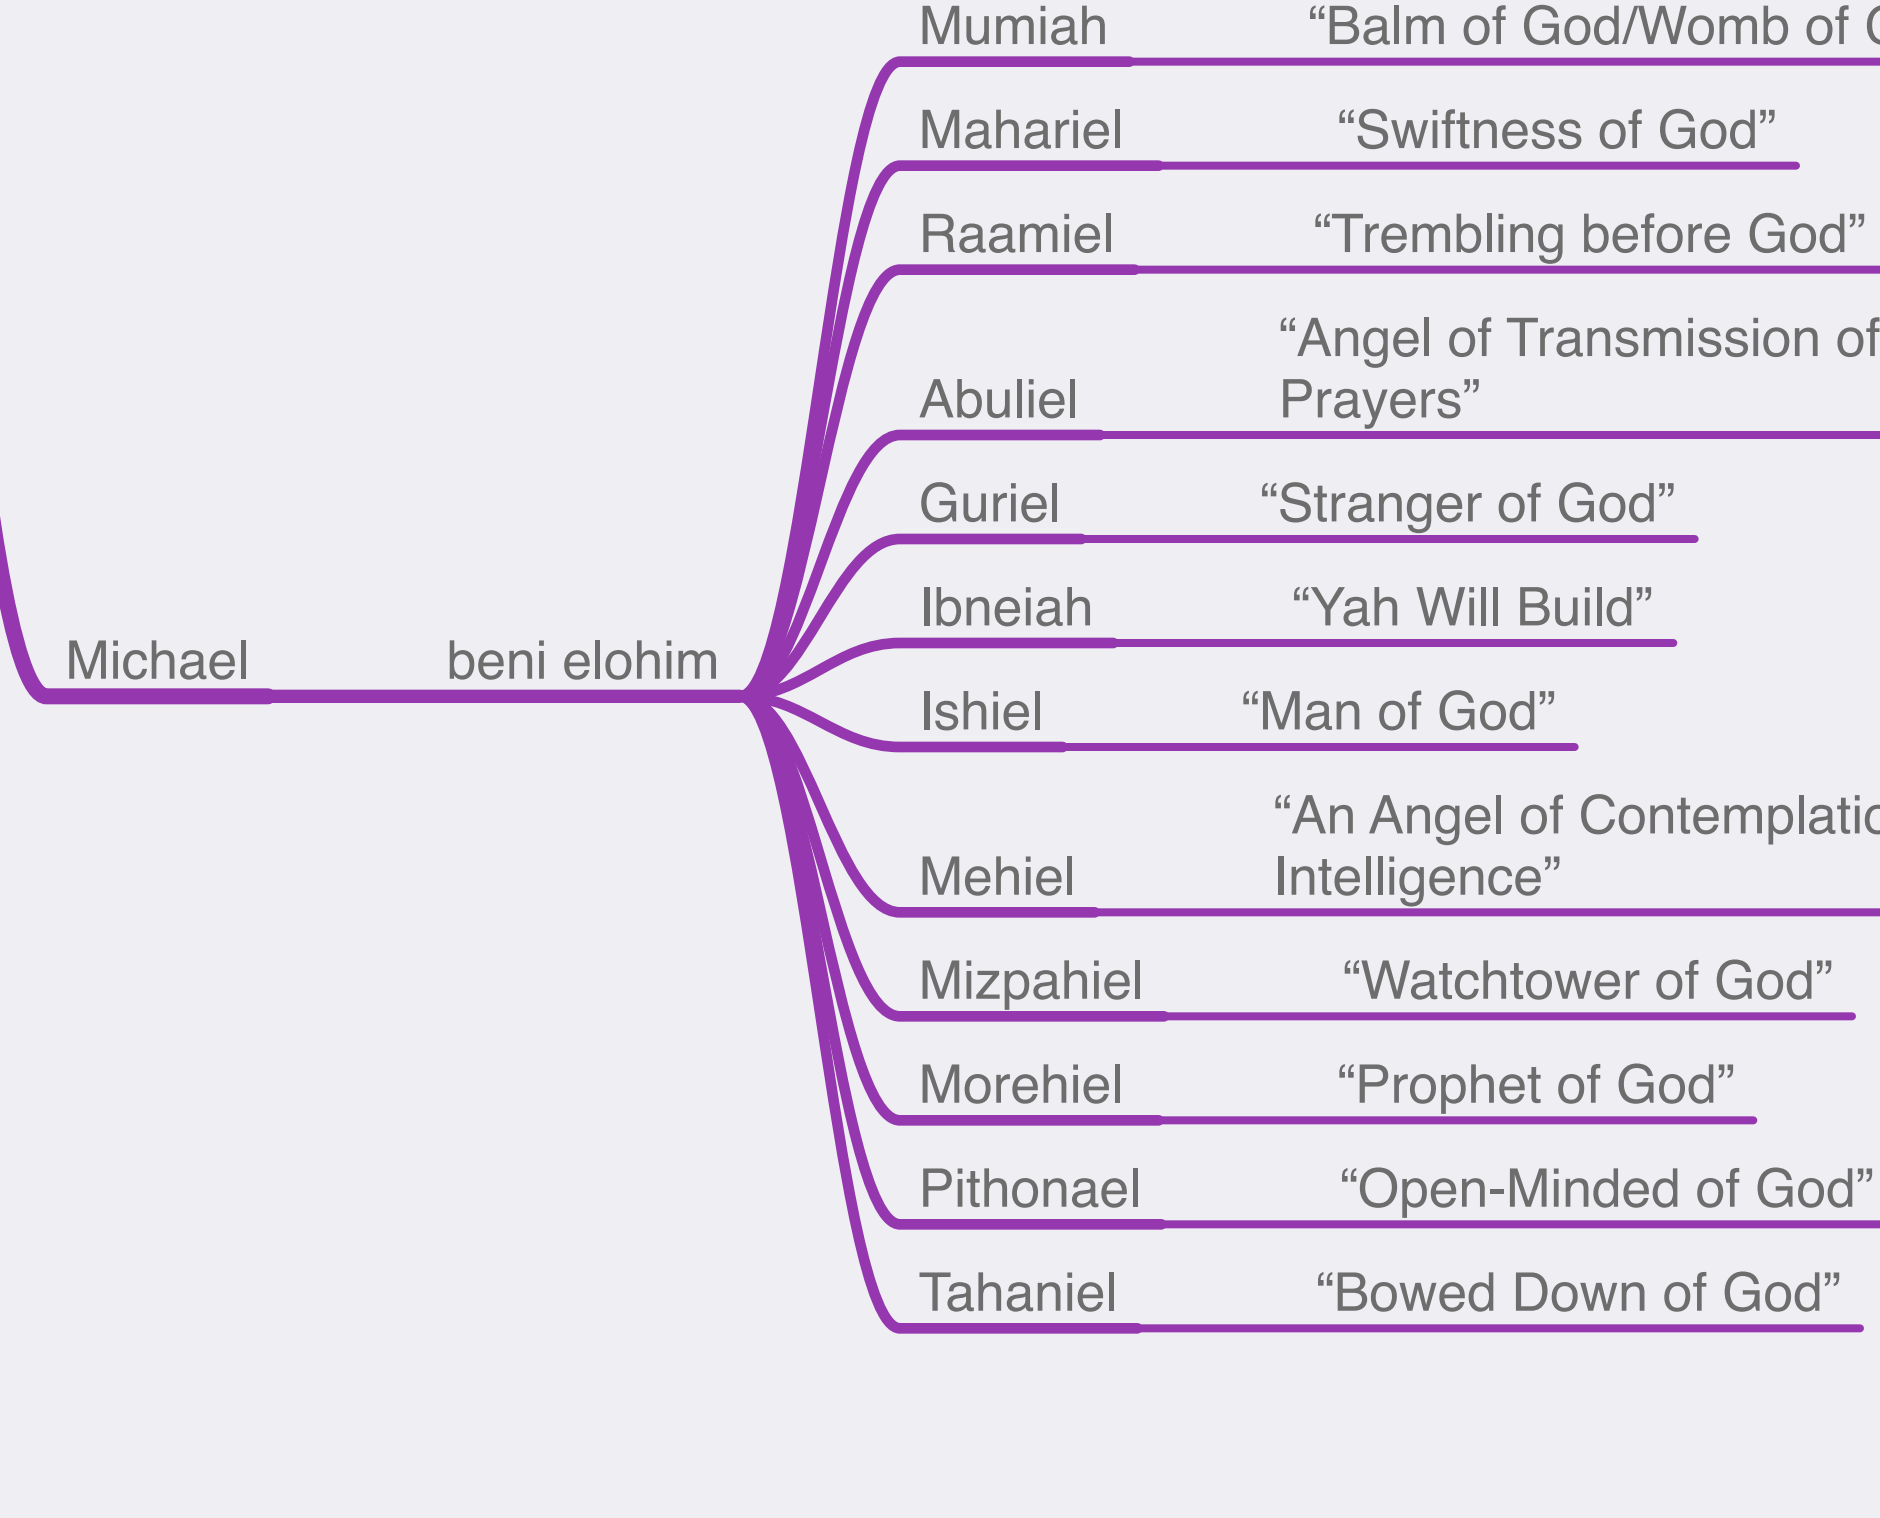 Mumiah “Balm of God/Womb of
Mahariel “Swiftness of God”
Raamiel “Trembling before God”
“Angel of Transmission of
Abuliel Prayers”
Guriel “Stranger of God”
Ibneiah “Yah Will Build”
Michael beni elohim
Ishiel “Man of God”
“An Angel of
Mehiel Intelligence”
Mizpahiel “Watchtower of God”
Morehiel “Prophet of God”
Pithonael “Open-Minded of God”
Tahaniel “Bowed Down of God”